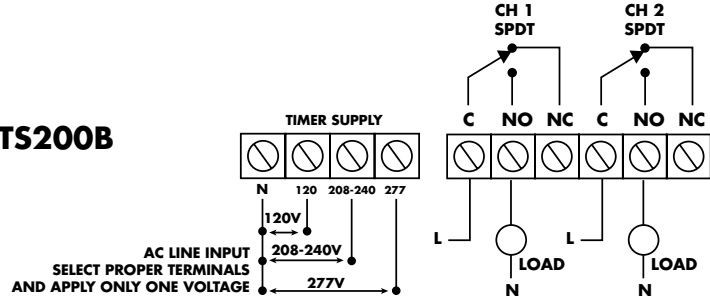 CH 1 CH 2
SPDT SPDT
TS200B
TIMER SUPPLY
C NO NC C NO NC
N 120 208-240 277
120V
AC LINE INPUT
SELECT PROPER TERMINALS
AND APPLY ONLY ONE VOLTAGE
208-240V
277V
L L
LOAD LOAD
N N